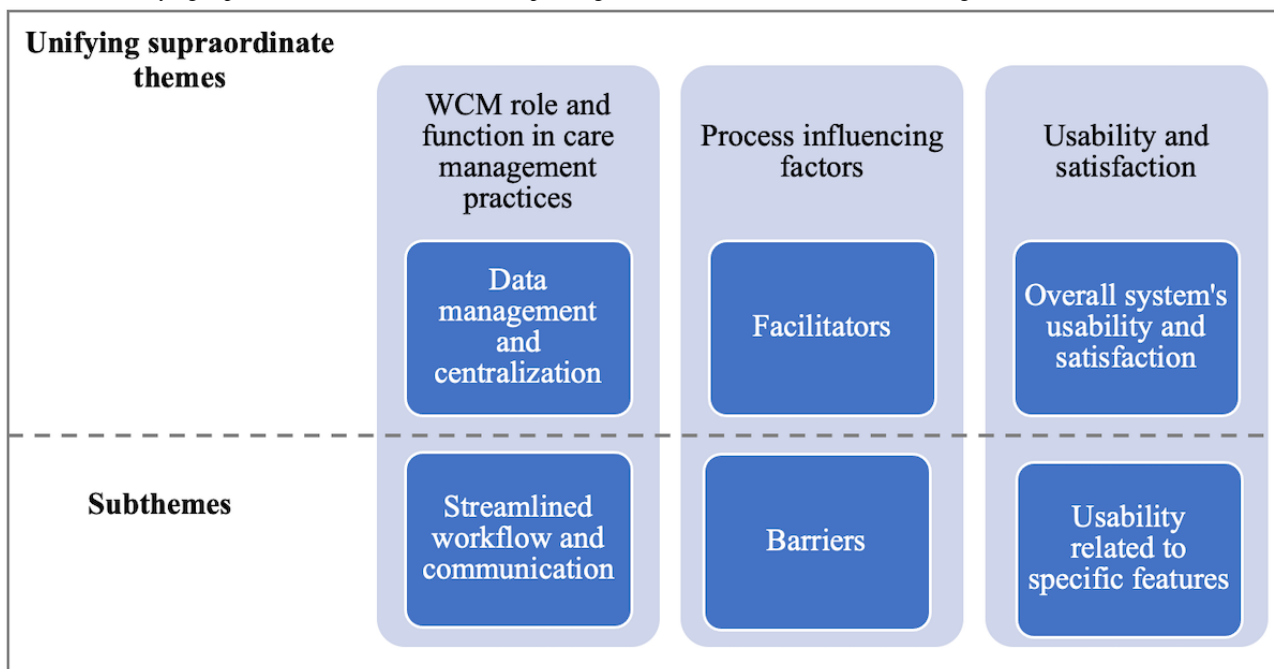 Unifying supraordinate
themes
WCM role and
function in care
management
practices
Process influencing
factors
Usability and
satisfaction
Data
management
and
centralization
Facilitators
Overall system's
usability and
satisfaction
Subthemes
Streamlined
workflow and
communication
Barriers
Usability
related to
specific features